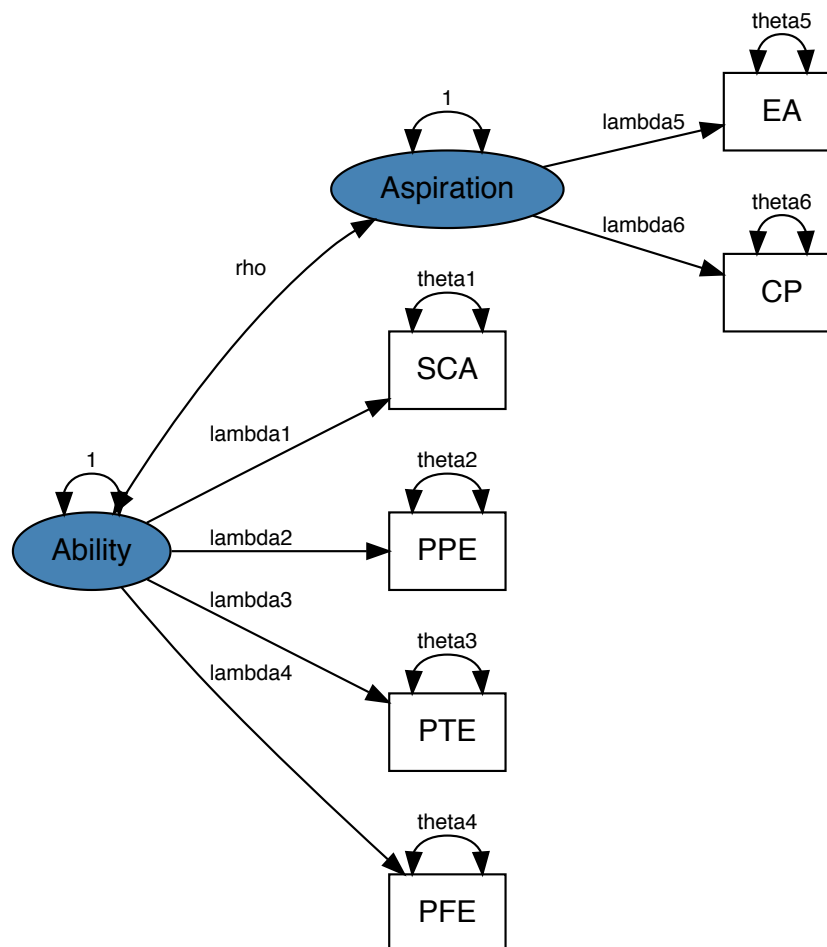 theta5
EA
1
lambda5
Aspiration
theta6
lambda6
CP
rho
theta1
SCA
lambda1
1
theta2
Ability
lambda2
PPE
lambda3
theta3
lambda4
PTE
theta4
PFE